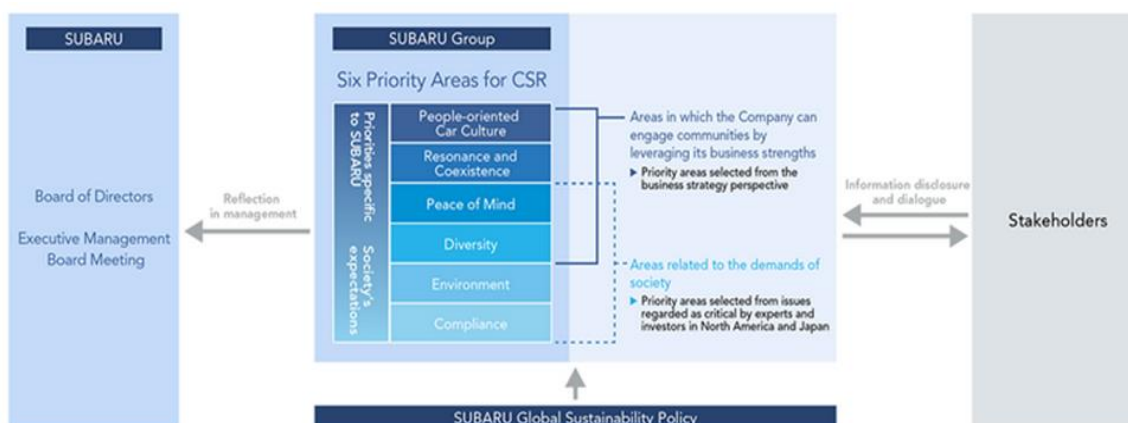 SUBARU
Board of Directors
Executive Management
Board Meeting
Reflection
in management
SUBARU Group
Six Priority Areas for CSR
Priorities specific
to SUBARU
Society's
expectations
People-oriented
Car Culture
Resonance and
Coexistence
Peace of Mind
Diversity
Environment
Compliance
Areas in which the Company can
engage communities by
leveraging its business strengths
▶ Priority areas selected from the
business strategy perspective
Areas related to the demands of
society
▶ Priority areas selected from issues
regarded as critical by experts and
investors in North America and Japan
Information disclosure
and dialogue
Stakeholders
SUBARU Global Sustainability Policy